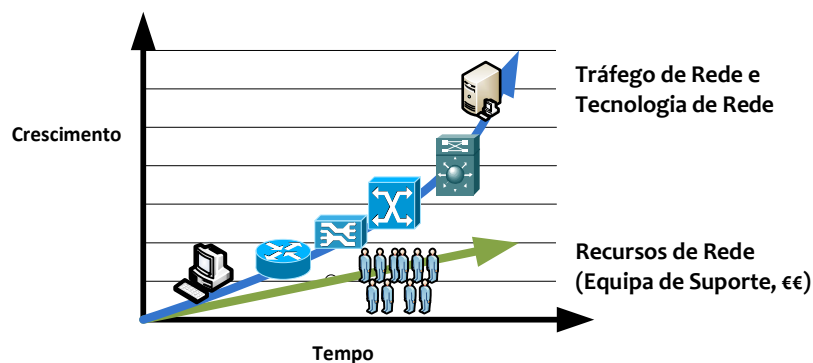 Tráfego de Rede e
Tecnologia de Rede
Crescimento
Recursos de Rede
(Equipa de Suporte, €€)
Tempo